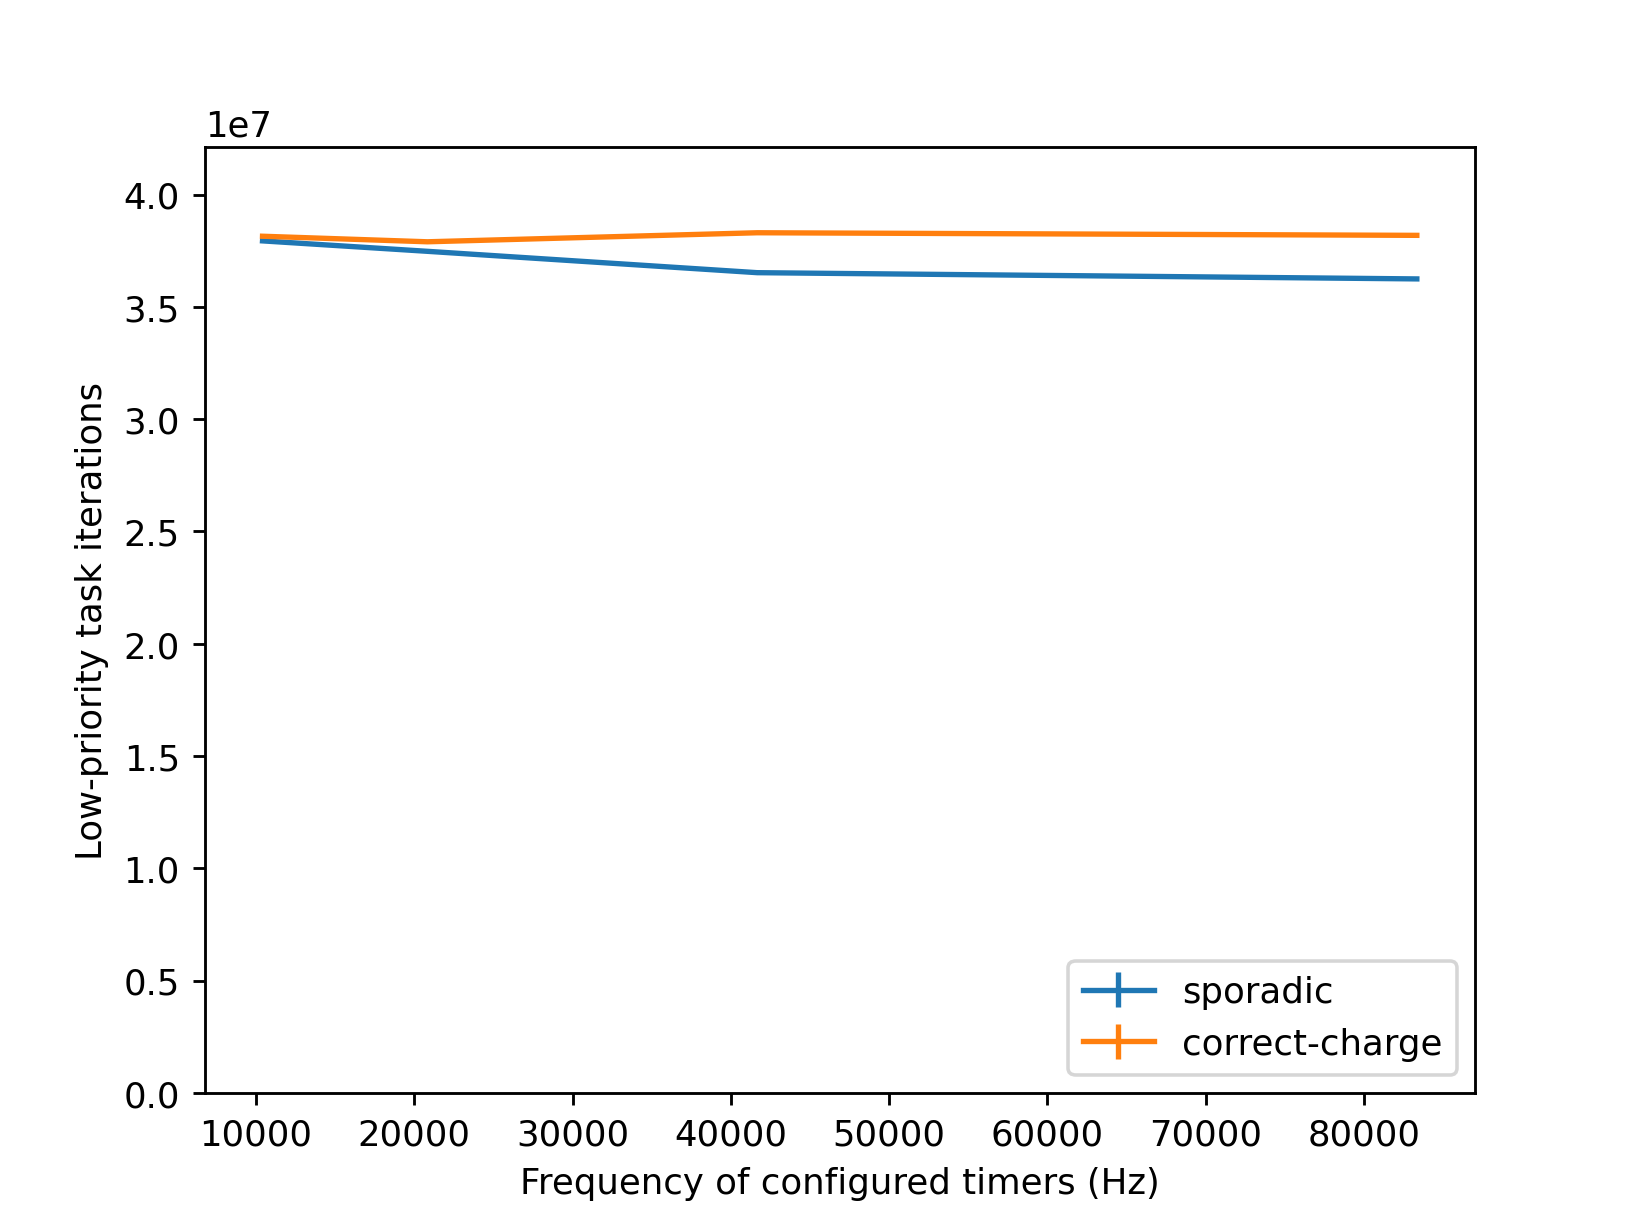 1e7
4.0
3.5
3.0
2.5
2.0
1.5
1.0
0.5
0.0
Low-priority task iterations
sporadic
correct-charge
10000 20000 30000 40000 50000 60000 70000 80000
Frequency of configured timers (Hz)